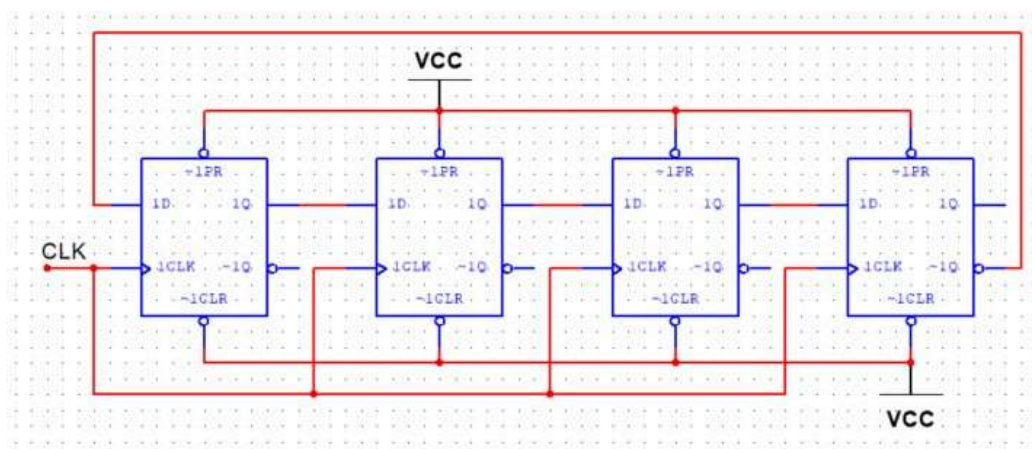 VCC
~1PR ~1PR ~1PR ~1PR
1D 1Q 1D 1Q 1D 1Q 1D 1Q
CLK
1CLK ~1Q 1CLK ~1Q 1CLK ~1Q 1CLK ~1Q
~1CLR ~1CLR ~1CLR ~1CLR
VCC